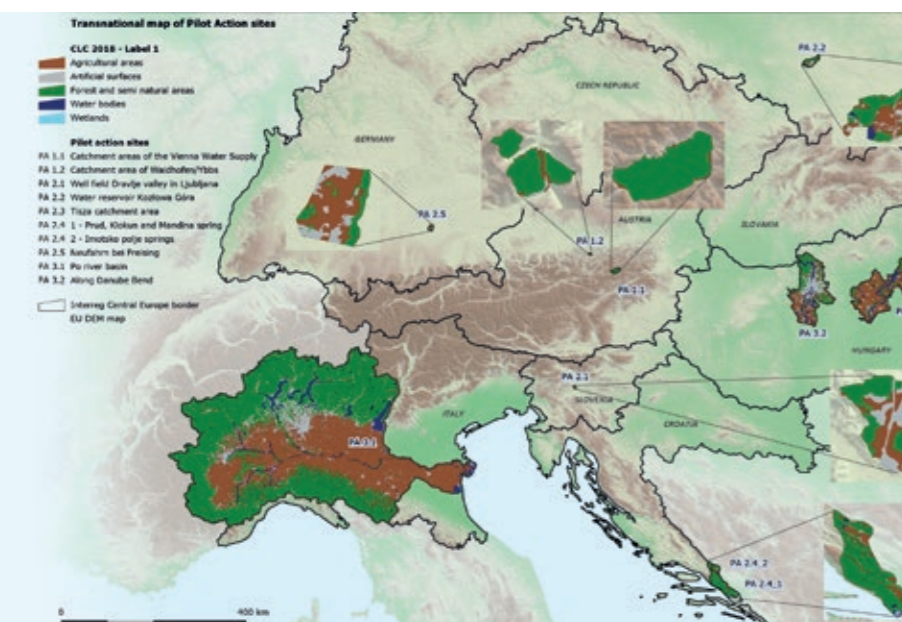 Transnational map of Pilot Action sites
CLC 2018 - Label 1
Agricultural areas
Artificial surfaces
Forest and semi natural areas
Water bodies
Wetlands
Pilot action sites
PA 1.1 Catchment areas of the Vienna Water Supply
PA 1.2 Catchment area of Waidhofen/Ybbs
PA 2.1 Well field Dravlje valley in Ljubljana
PA 2.2 Water reservoir Kozłowa Góra
PA 2.3 Tisza catchment area
PA 2.4 1 - Prud, Klokun and Mandina spring
PA 2.4 2 - Imotsko polje springs
PA 2.5 Neufahrn bei Freising
PA 3.1 Po river basin
PA 3.2 Along Danube Bend
Interreg Central Europe border
EU DEM map
PA 2.2
CZECH REPUBLIC
GERMANY
PA 2.5
AUSTRIA
SLOVAKIA
PA 1.2
PA 1.1
PA 3.2
HUNGARY
PA 2.1
SLOVENIA
ITALY
CROATIA
PA 3.1
PA 2.4_2
PA 2.4_1
0 400 km